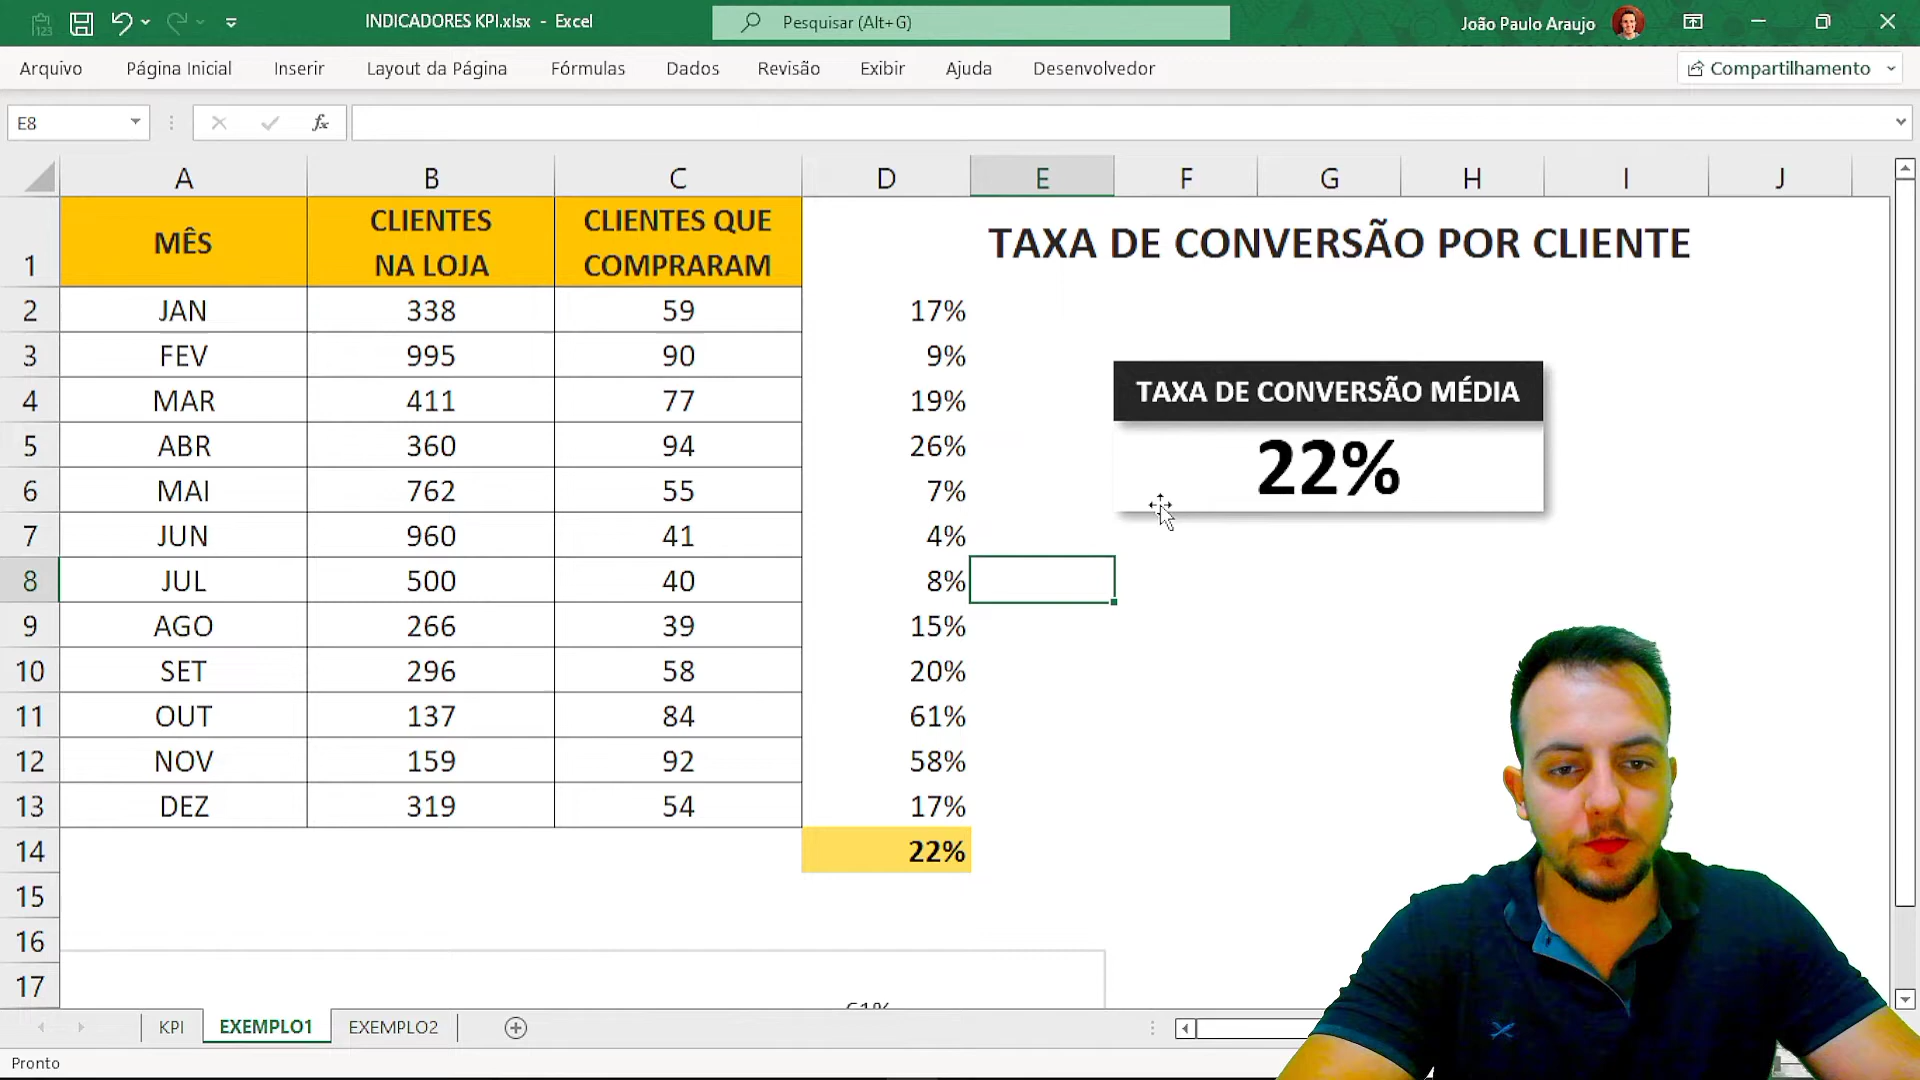 INDICADORES KPI.xlsx - Excel
Pesquisar (Alt+G)
João Paulo Araujo
Arquivo Página Inicial Inserir Layout da Página Fórmulas Dados Revisão Exibir Ajuda Desenvolvedor Compartilhamento
E8 fx
A B C D E F G H I J
1 MÊS CLIENTES NA LOJA CLIENTES QUE COMPRARAM TAXA DE CONVERSÃO POR CLIENTE
2 JAN 338 59 17%
3 FEV 995 90 9%
TAXA DE CONVERSÃO MÉDIA
4 MAR 411 77 19%
5 ABR 360 94 26%
22%
6 MAI 762 55 7%
7 JUN 960 41 4%
8 JUL 500 40 8%
9 AGO 266 39 15%
10 SET 296 58 20%
11 OUT 137 84 61%
12 NOV 159 92 58%
13 DEZ 319 54 17%
14 22%
15
16
17
KPI EXEMPLO1 EXEMPLO2
Pronto